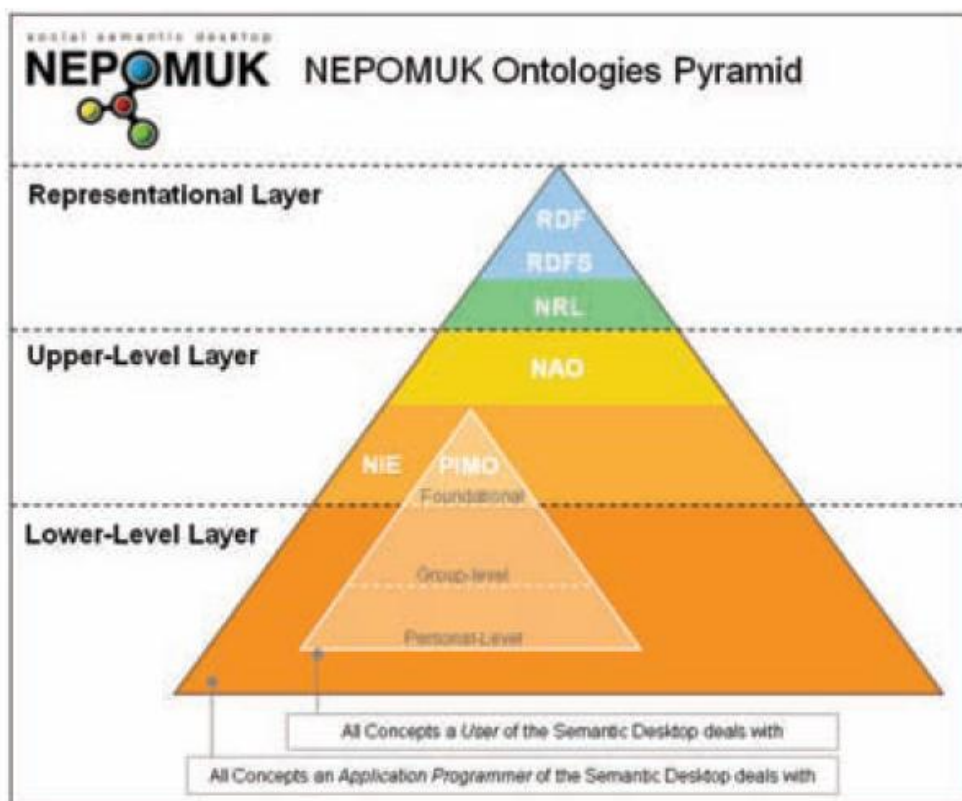 social semantic desktop
NEPOMUK
NEPOMUK Ontologies Pyramid
Representational Layer
RDF
RDFS
NRL
Upper-Level Layer
NAO
NIE
PIMO
Foundational
Lower-Level Layer
Group-level
Personal-Level
All Concepts a User of the Semantic Desktop deals with
All Concepts an Application Programmer of the Semantic Desktop deals with